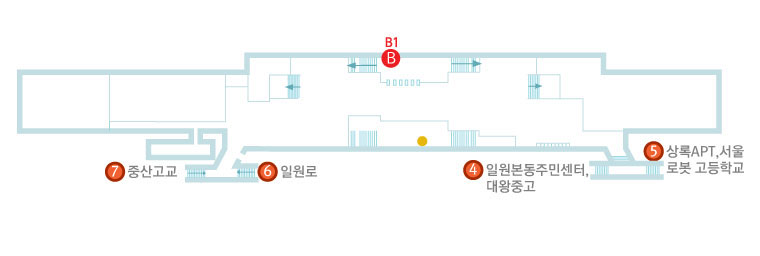 B1
B
7 중산고교
6 일원로
4 일원본동주민센터,
대왕중고
5 상록APT,서울
로봇 고등학교